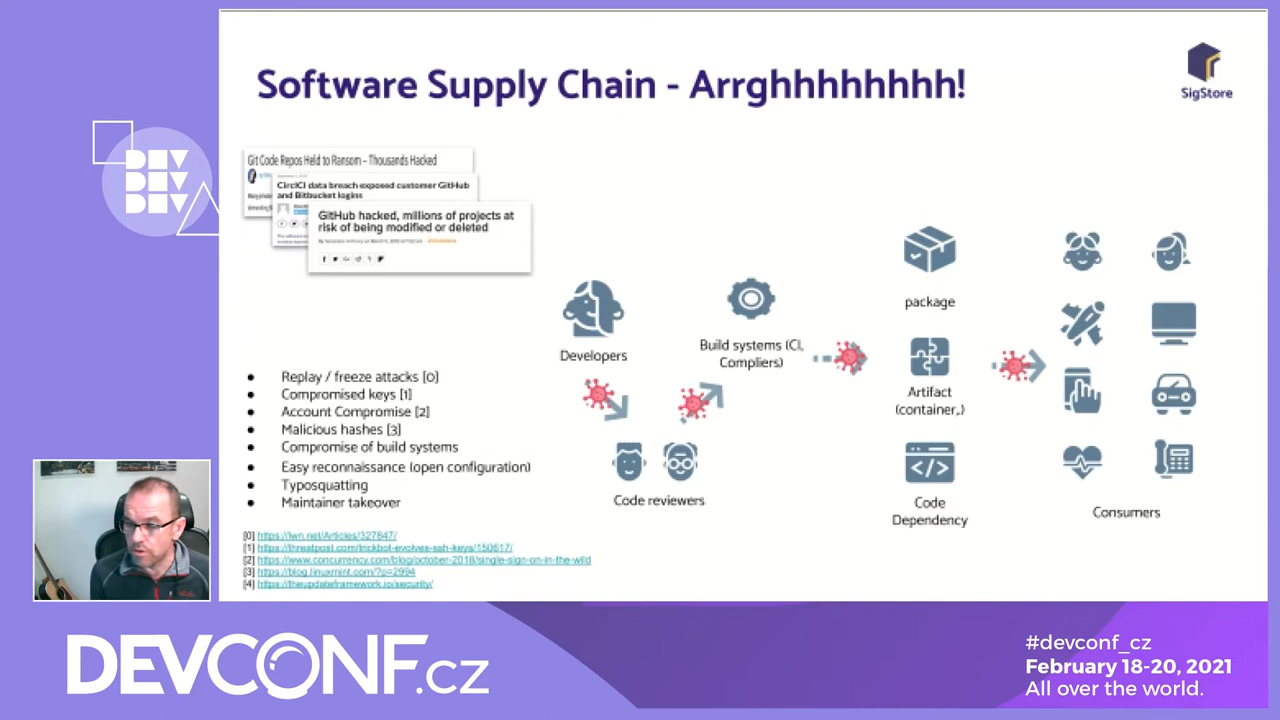 Software Supply Chain - Arrghhhhhhhhh!
SigStore
DEV
DEV
DEV
Git Code Repos Held to Ransom – Thousands Hacked
CirclCI data breach exposed customer GitHub
and Bitbucket logins
GitHub hacked, millions of projects at
risk of being modified or deleted
Developers
Build systems (CI,
Compliers)
package
Artifact
(container,)
Code reviewers
Code
Dependency
Consumers
● Replay / freeze attacks [0]
● Compromised keys [1]
● Account Compromise [2]
● Malicious hashes [3]
● Compromise of build systems
● Easy reconnaissance (open configuration)
● Typosquatting
● Maintainer takeover
[0] https://lwn.net/Articles/327847/
[1] https://threatpost.com/trickbot-evolves-ssh-keys/150617/
[2] https://www.concurrency.com/blog/october-2018/single-sign-on-in-the-wild
[3] https://blog.linuxmint.com/?p=2994
[4] https://theupdateframework.io/security/
DEVCONF.cz
#devconf_cz
February 18-20, 2021
All over the world.